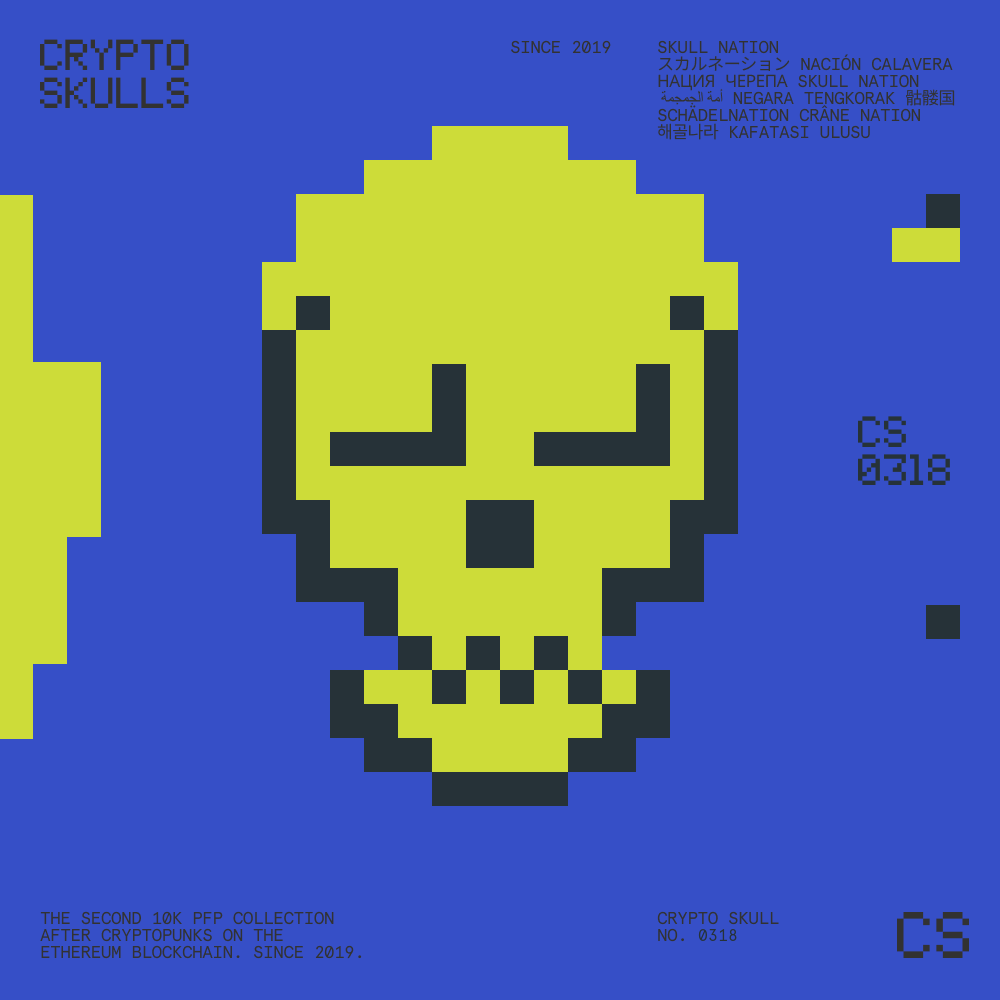 CRYPTO
SKULLS
SINCE 2019
SKULL NATION
スカルネーション NACIÓN CALAVERA
НАЦИЯ ЧЕРЕПА SKULL NATION
أمة الجمجمة NEGARA TENGKORAK 骷髅国
SCHÄDELNATION CRÂNE NATION
해골나라 KAFATASI ULUSU
CS
0318
THE SECOND 10K PFP COLLECTION
AFTER CRYPTOPUNKS ON THE
ETHEREUM BLOCKCHAIN. SINCE 2019.
CRYPTO SKULL
NO. 0318
CS